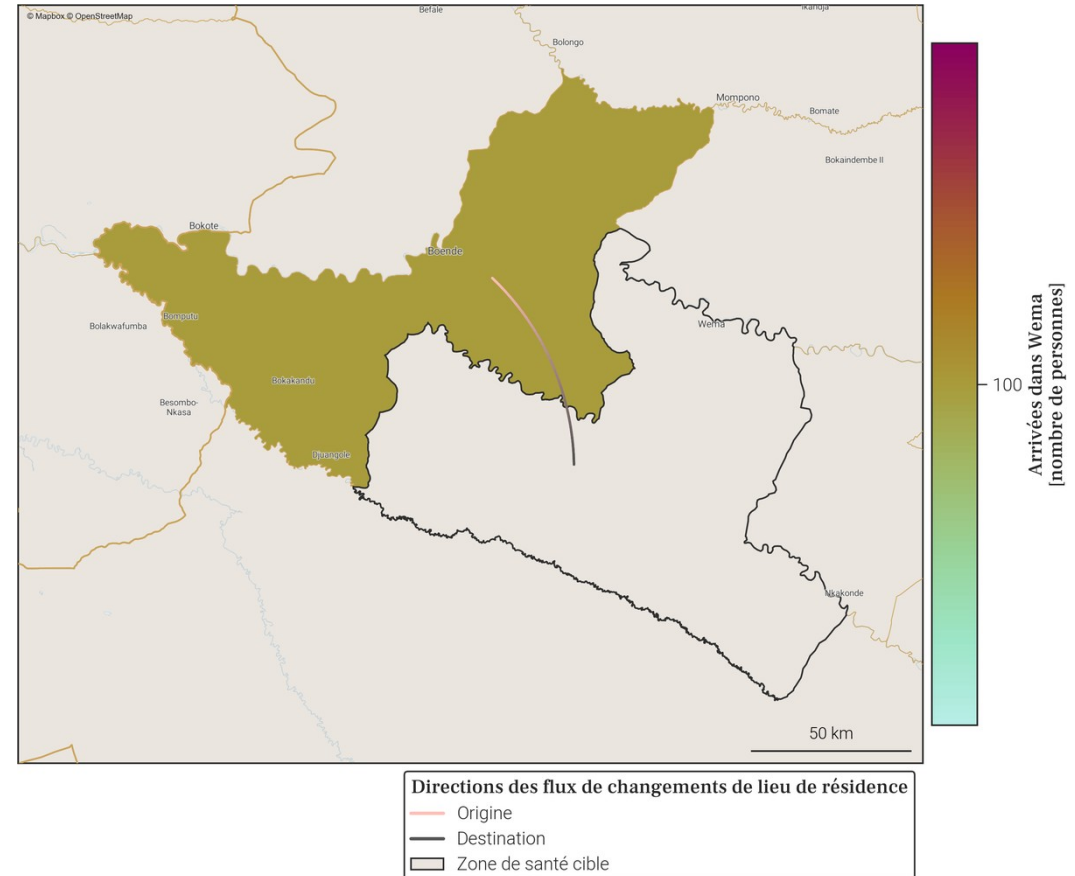 © Mapbox © OpenStreetMap
Befale
Ikanda
Bolongo
Mompono
Bomate
Bokaindembe II
Bokote
Boende
Bomputu
Bolakwafumba
Wema
Bokakandu
Besombo-
Nkasa
Djuangole
Nkakonde
50 km
100
Arrivées dans Wema
[nombre de personnes]
Directions des flux de changements de lieu de résidence
Origine
Destination
Zone de santé cible